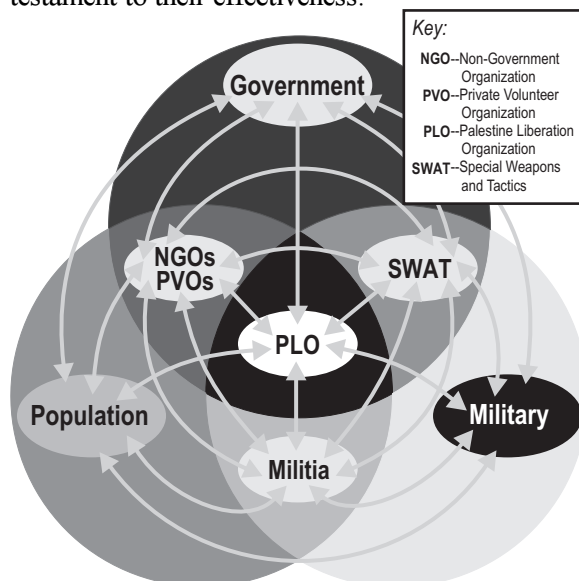 testament to their effectiveness.
Key:
NGO--Non-Government
Organization
PVO--Private Volunteer
Organization
PLO--Palestine Liberation
Organization
SWAT--Special Weapons
and Tactics
Government
NGOs
PVOs
SWAT
PLO
Population
Military
Militia